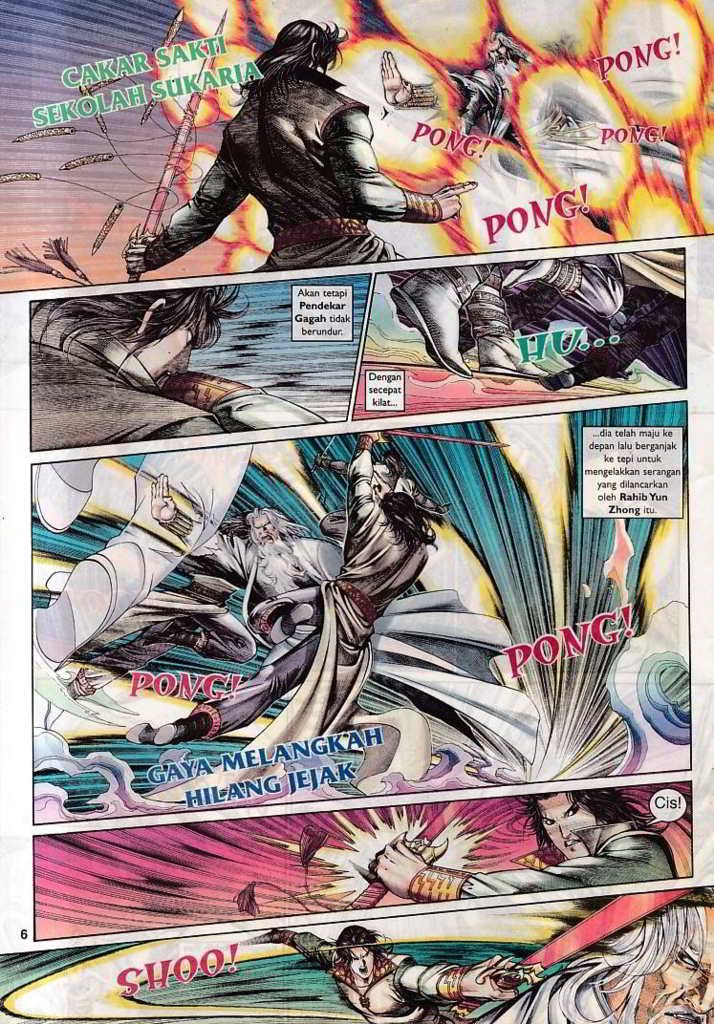 CAKAR SAKTI
SEKOLAH SUKARIA
PONG!
PONG!
PONG!
PONG!
Akan tetapi
Pendekar
Gagah tidak
berundur.
HU...
Dengan
secepat
kilat...
...dia telah maju ke
depan lalu berganjak
ke tepi untuk
mengelakkan serangan
yang dilancarkan
oleh Rahib Yun
Zhong itu.
PONG!
PONG!
GAYA MELANGKAH
HILANG JEJAK
Cis!
6
SHOO!